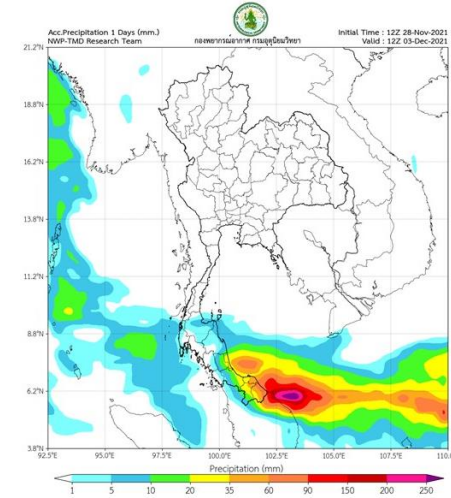 Acc.Precipitation 1 Days (mm.)
NWP-TMD Research Team
กองพยากรณ์อากาศ กรมอุตุนิยมวิทยา
Initial Time : 12Z 28-Nov-2021
Valid : 12Z 03-Dec-2021
21.2°N
18.8°N
16.2°N
13.8°N
11.2°N
8.8°N
6.2°N
3.8°N
92.5°E 95.0°E 97.5°E 100.0°E 102.5°E 105.0°E 107.5°E 110.0
Precipitation (mm)
1 5 10 20 35 60 90 150 200 250